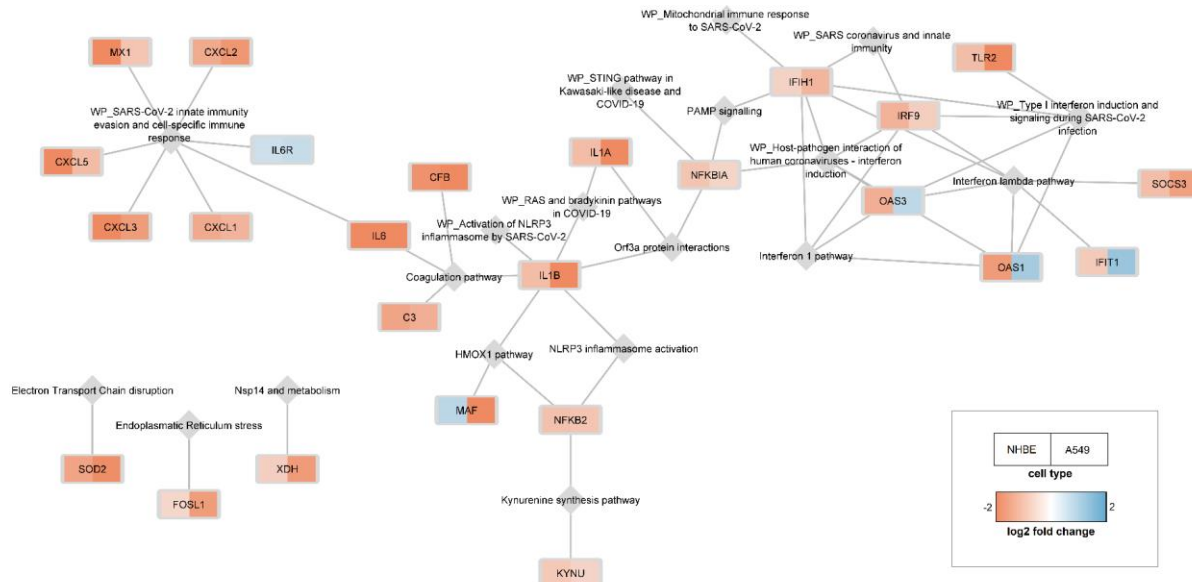 WP_Mitochondrial immune response
to SARS-CoV-2
MX1
CXCL2
WP_SARS coronavirus and innate
immunity
TLR2
WP_STING pathway in
Kawasaki-like disease and
COVID-19
IFIH1
WP_SARS-CoV-2 innate immunity
evasion and cell-specific immune
response
PAMP signalling
IRF9
WP_Type I interferon induction and
signaling during SARS-CoV-2
infection
IL6R
CXCL5
IL1A
CFB
NFKBIA
WP_Host-pathogen interaction of
human coronaviruses - interferon
induction
Interferon lambda pathway
SOCS3
WP_RAS and bradykinin pathways
in COVID-19
OAS3
CXCL3
CXCL1
IL6
WP_Activation of NLRP3
inflammasome by SARS-CoV-2
Orf3a protein interactions
Interferon 1 pathway
OAS1
IFIT1
Coagulation pathway
IL1B
C3
HMOX1 pathway
NLRP3 inflammasome activation
Electron Transport Chain disruption
Nsp14 and metabolism
MAF
NFKB2
Endoplasmatic Reticulum stress
SOD2
XDH
FOSL1
Kynurenine synthesis pathway
KYNU
NHBE
A549
cell type
-2
2
log2 fold change